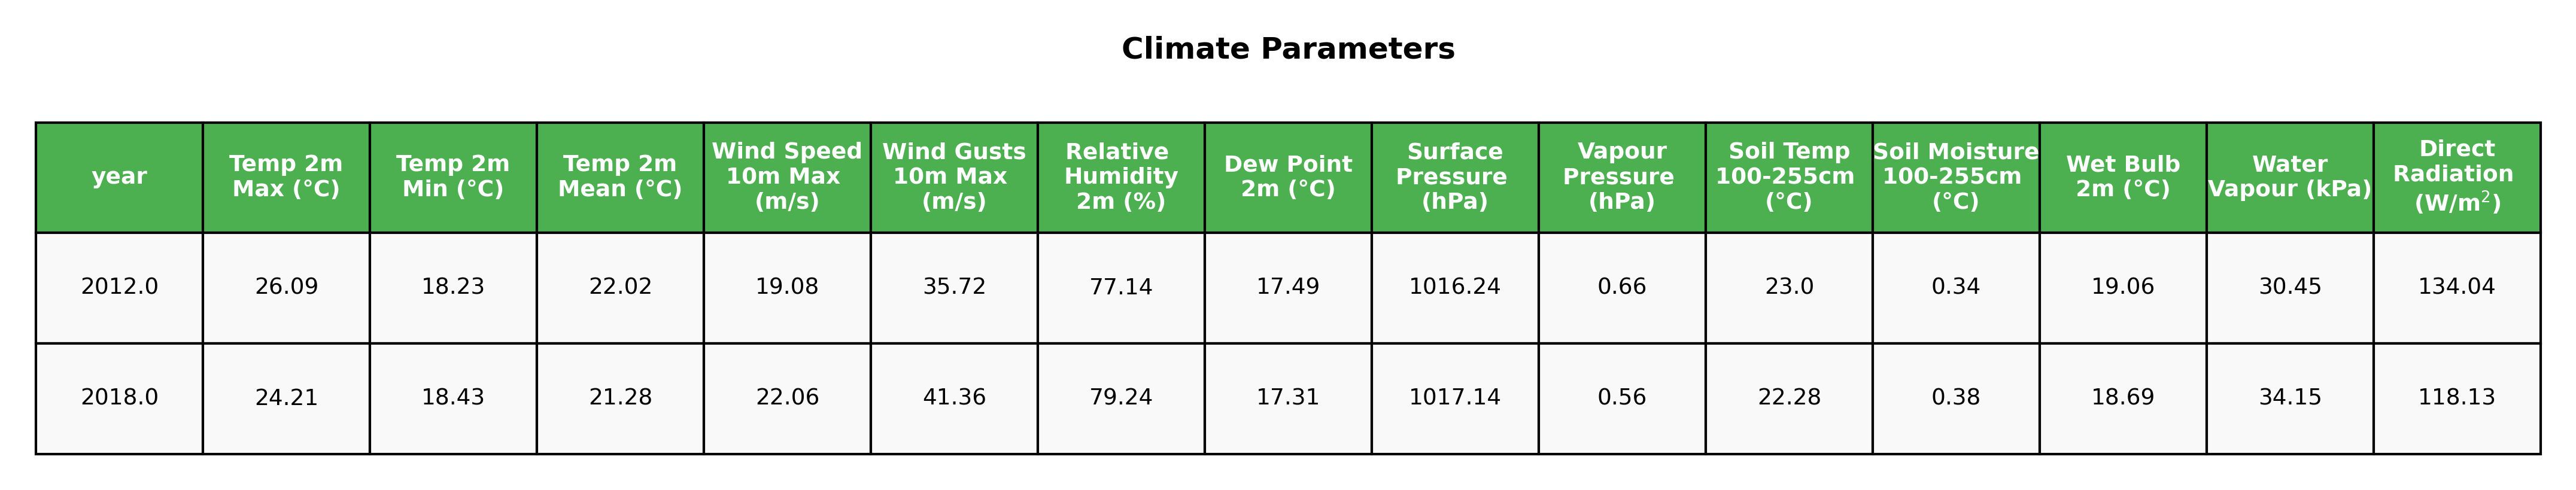 Climate Parameters
year
Temp 2m
Max (°C)
Temp 2m
Min (°C)
Temp 2m
Mean (°C)
Wind Speed
10m Max
(m/s)
Wind Gusts
10m Max
(m/s)
Relative
Humidity
2m (%)
Dew Point
2m (°C)
Surface
Pressure
(hPa)
Vapour
Pressure
(hPa)
Soil Temp
100-255cm
(°C)
Soil Moisture
100-255cm
(°C)
Wet Bulb
2m (°C)
Water
Vapour (kPa)
Direct
Radiation
(W/m²)
2012.0 26.09 18.23 22.02 19.08 35.72 77.14 17.49 1016.24 0.66 23.0 0.34 19.06 30.45 134.04
2018.0 24.21 18.43 21.28 22.06 41.36 79.24 17.31 1017.14 0.56 22.28 0.38 18.69 34.15 118.13